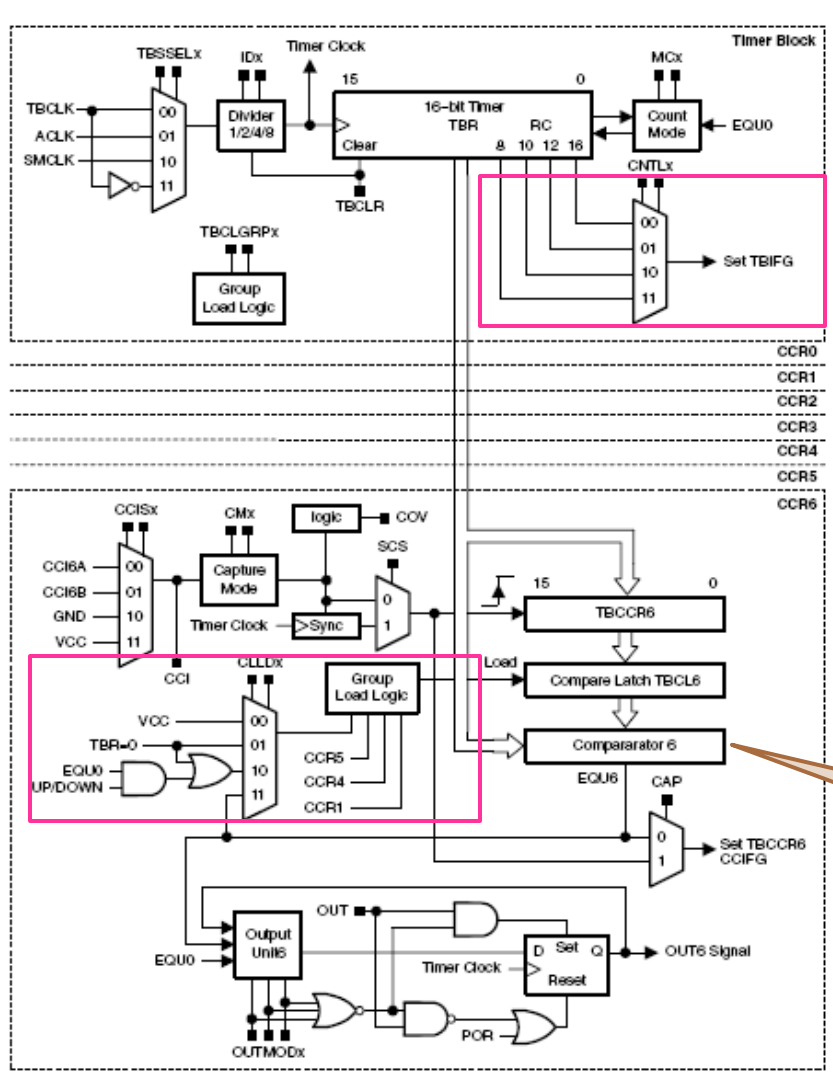 Timer Block
TBSSELx
IDx
Timer Clock
MCx
15
0
TBCLK
ACLK
SMCLK
00
01
10
11
Divider
1/2/4/8
16-bit Timer
TBR
RC
Clear
8 10 12 16
Count
Mode
EQU0
TBCLR
CNTLx
00
01
10
11
Set TBIFG
TBCLGRPx
Group
Load Logic
CCR0
CCR1
CCR2
CCR3
CCR4
CCR5
CCR6
CCISx
CMx
logic
COV
SCS
CCI6A
CCI6B
GND
VCC
00
01
10
11
Capture
Mode
0
1
Timer Clock
Sync
CCI
15
0
TBCCR6
Load
Compare Latch TBCL6
Compararator 6
EQU6
CAP
CLLDx
Group
Load Logic
VCC
TBR=0
EQU0
UP/DOWN
00
01
10
11
CCR5
CCR4
CCR1
0
1
Set TBCCR6
CCIFG
OUT
Output
Unit6
EQU0
D Set Q
Timer Clock
Reset
OUT6 Signal
POR
OUTMODx